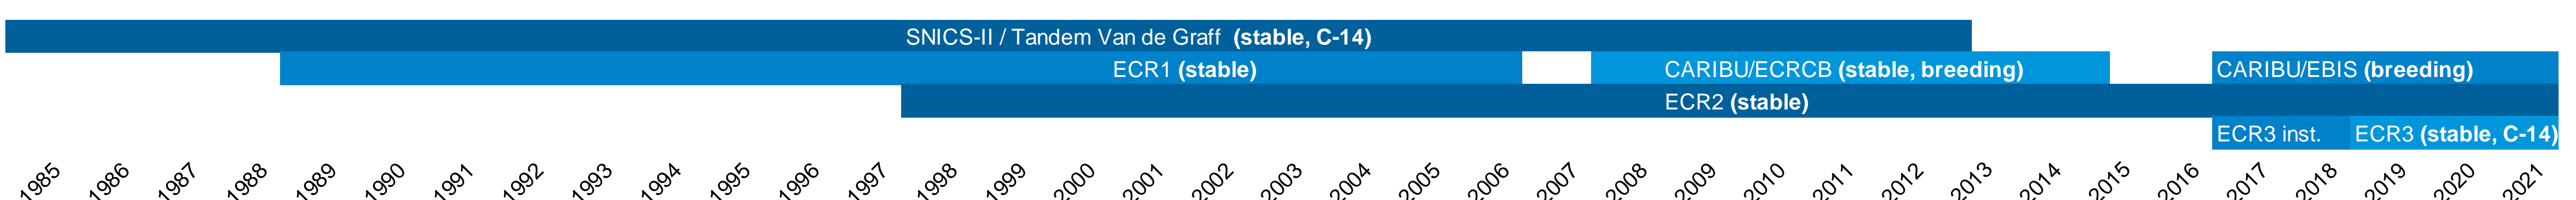 SNICS-II / Tandem Van de Graff (stable, C-14)
ECR1 (stable) CARIBU/ECRCB (stable, breeding) CARIBU/EBIS (breeding)
ECR2 (stable)
ECR3 inst. ECR3 (stable, C-14)
1985 1986 1987 1988 1989 1990 1991 1992 1993 1994 1995 1996 1997 1998 1999 2000 2001 2002 2003 2004 2005 2006 2007 2008 2009 2010 2011 2012 2013 2014 2015 2016 2017 2018 2019 2020 2021